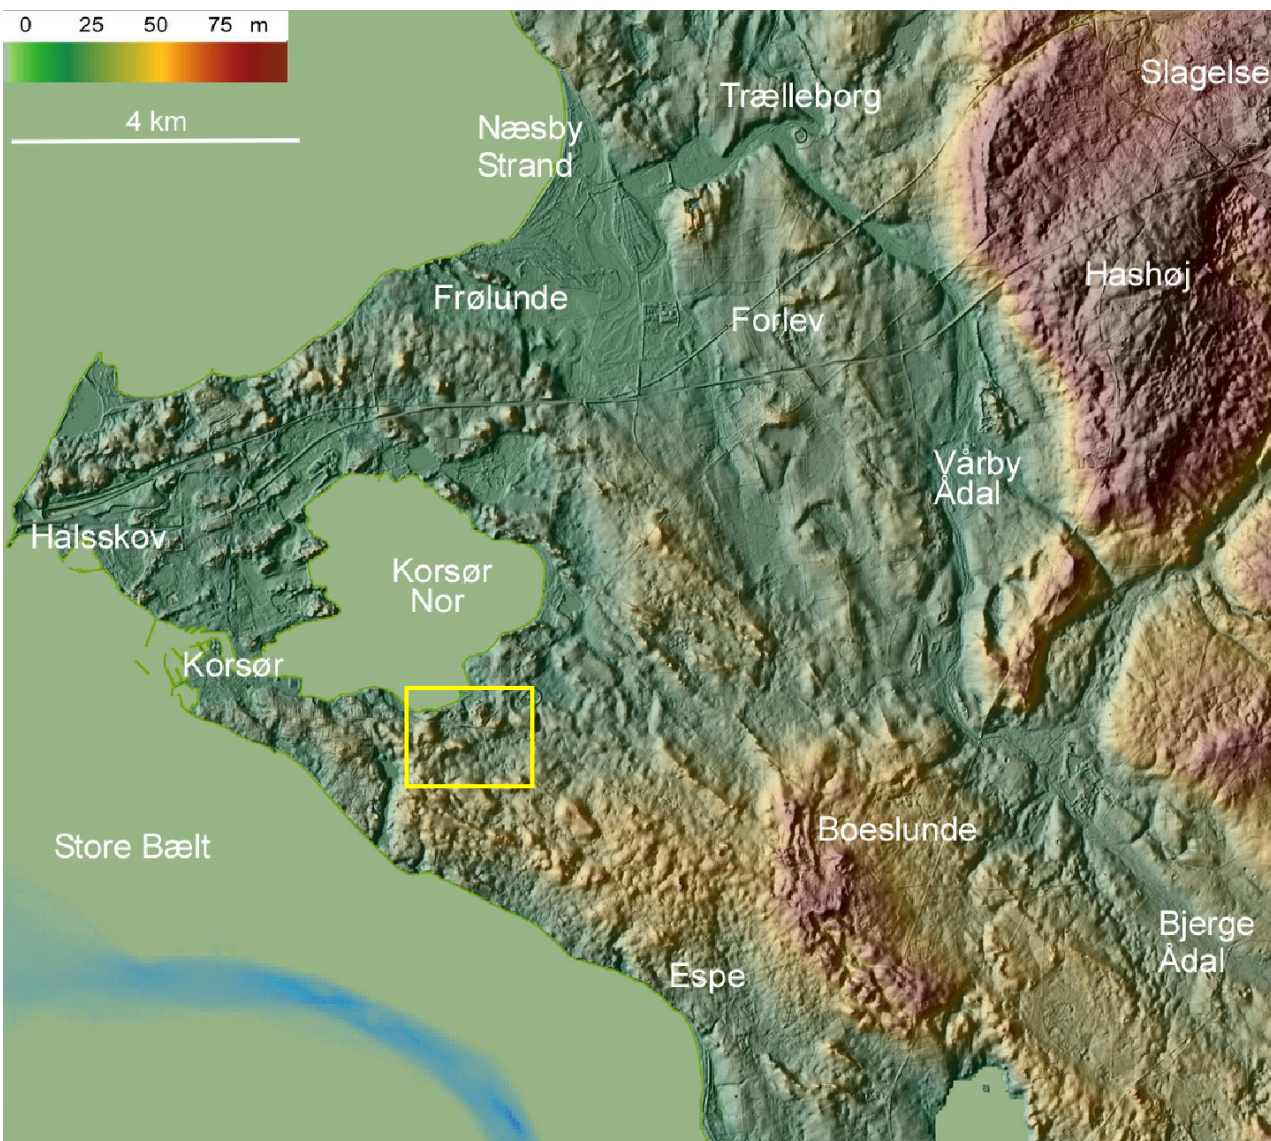 0 25 50 75 m
4 km
Slagelse
Trælleborg
Næsby
Strand
Hashøj
Frølunde
Forlev
Vårby
Ådal
Halsskov
Korsør
Nor
Korsør
Boeslunde
Store Bælt
Bjerge
Ådal
Espe